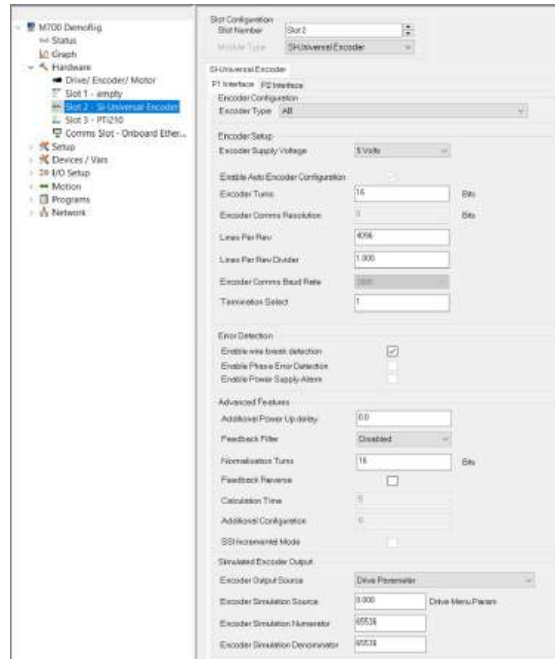 M700 DemoRig
Status
Graph
Hardware
Drive/ Encoder/ Motor
Slot 1 - empty
Slot 2 - SI-Universal Encoder
Slot 3 - PTi210
Comms Slot - Onboard Ether...
Setup
Devices / Vars
I/O Setup
Motion
Programs
Network
Slot Configuration
Slot Number Slot 2
Module Type SI-Universal Encoder
SI-Universal Encoder
P1 Interface P2 Interface
Encoder Configuration
Encoder Type AB
Encoder Setup
Encoder Supply Voltage 5 Volts
Enable Auto Encoder Configuration
Encoder Turns 16 Bits
Encoder Comms Resolution 0 Bits
Lines Per Rev 4096
Lines Per Rev Divider 1.000
Encoder Comms Baud Rate
Termination Select 1
Error Detection
Enable wire break detection
Enable Phase Error Detection
Enable Power Supply Alarm
Advanced Features
Additional Power Up delay 0.0
Feedback Filter Disabled
Normalisation Turns 16 Bits
Feedback Reverse
Calculation Time 5
Additional Configuration 0
SSI Incremental Mode
Simulated Encoder Output
Encoder Output Source Drive Parameter
Encoder Simulation Source 0.000 Drive Menu.Param
Encoder Simulation Numerator 65536
Encoder Simulation Denominator 65536